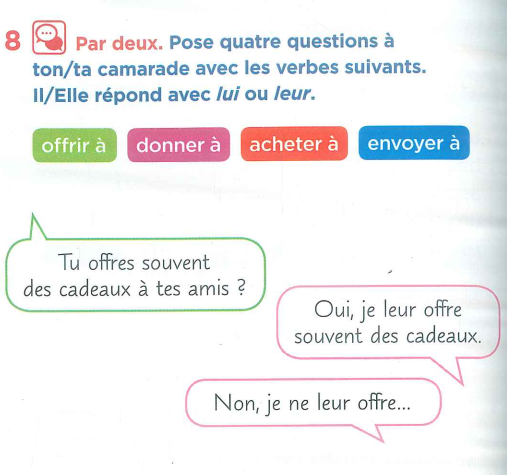 8 Par deux. Pose quatre questions à
ton/ta camarade avec les verbes suivants.
Il/Elle répond avec lui ou leur.
offrir à donner à acheter à envoyer à
Tu offres souvent
des cadeaux à tes amis ?
Oui, je leur offre
souvent des cadeaux.
Non, je ne leur offre...